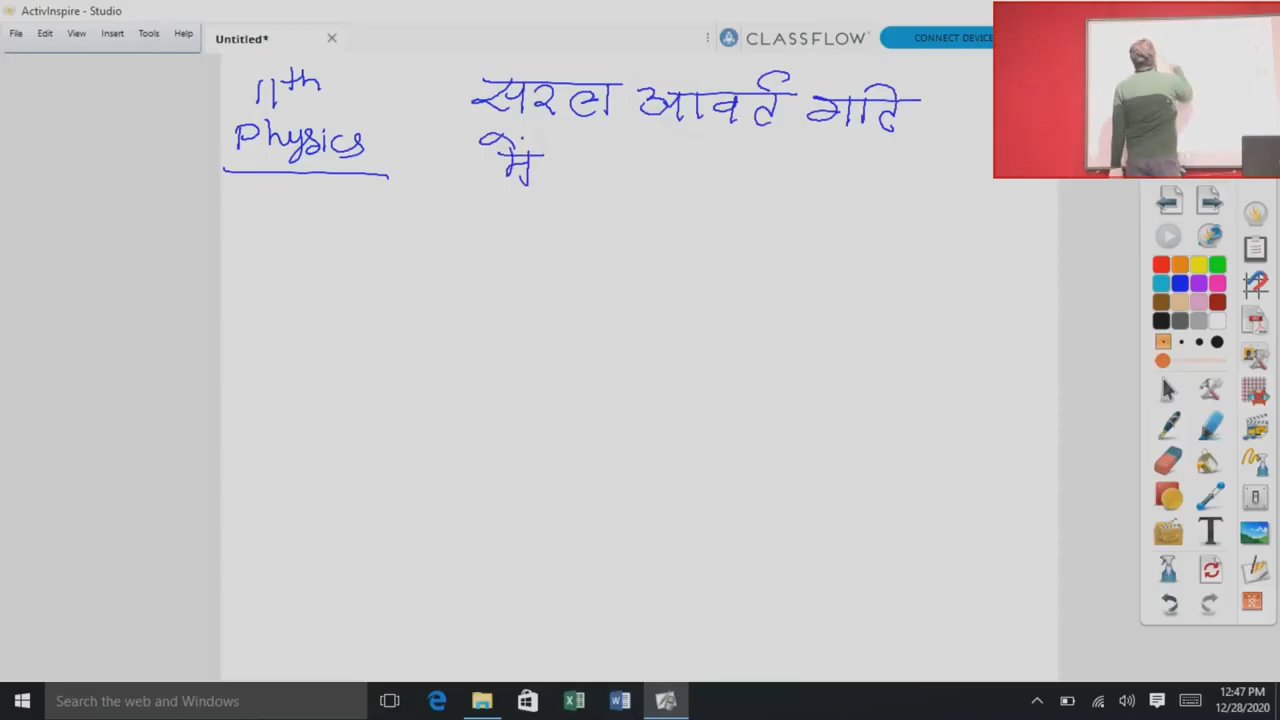 ActivInspire - Studio
File Edit View Insert Tools Help
Untitled*
CLASSFLOW
CONNECT DEVICE
11th
Physics
सरल आवर्त गति
में
Search the web and Windows
12:47 PM
12/28/2020